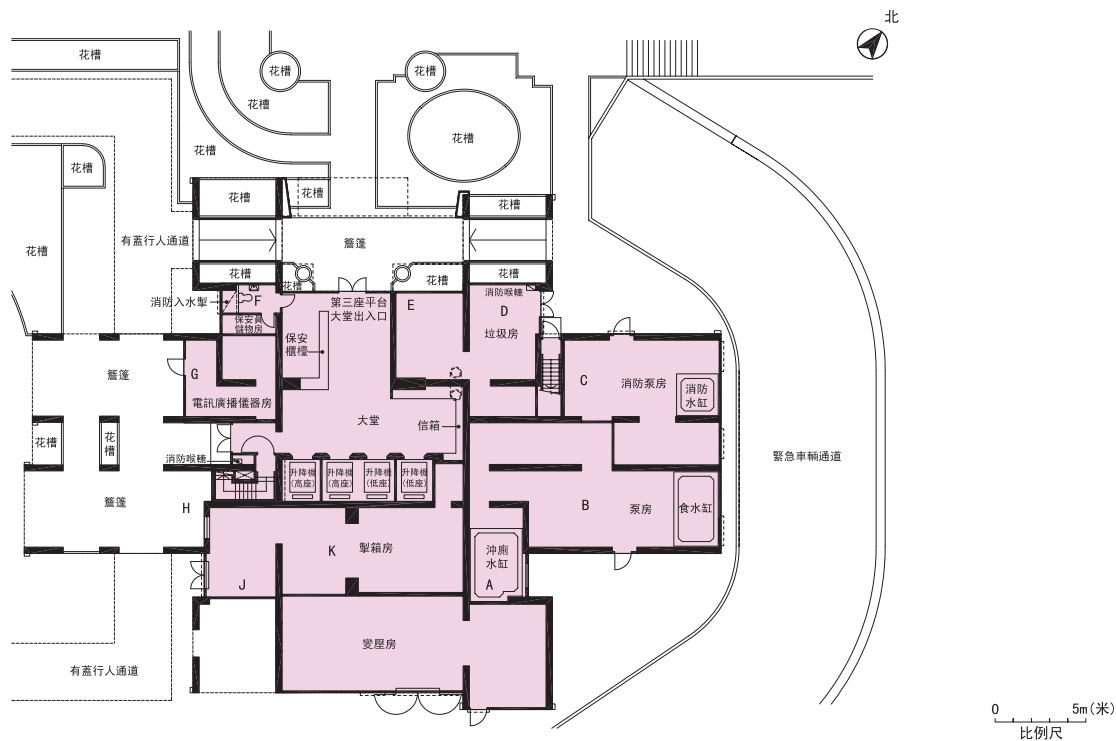 北
花槽
花槽
花槽
花槽
花槽
花槽
花槽
花槽
花槽
花槽
花槽
有蓋行人通道
簷篷
花槽
花槽
花槽
花槽
花槽
消防入水掣
F
保安員
儲物房
第三座平台
大堂出入口
E
消防喉轆
D
垃圾房
保安
櫃檯
簷篷
G
電訊廣播儀器房
C
消防泵房
消防
水缸
大堂
信箱
花槽
花槽
消防喉轆
緊急車輛通道
升降機
(高座)
升降機
(高座)
升降機
(低座)
升降機
(低座)
簷篷
H
B
泵房
食水缸
K
掣箱房
沖廁
水缸
A
J
變壓房
有蓋行人通道
0
5m(米)
比例尺